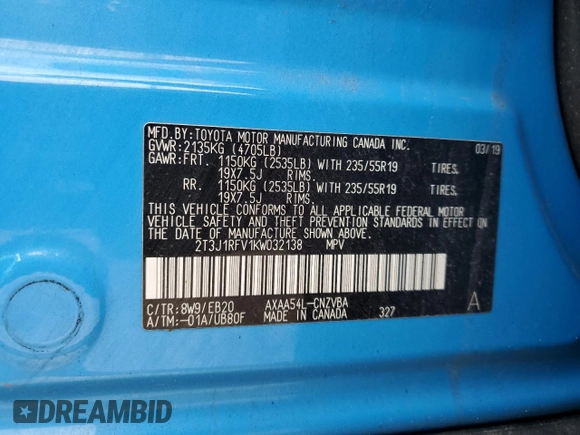 MFD.BY:TOYOTA MOTOR MANUFACTURING CANADA INC.
GVWR:2135KG (4705LB) 03/19
GAWR:FRT. 1150KG (2535LB) WITH 235/55R19 TIRES.
19X7.5J RIMS.
RR. 1150KG (2535LB) WITH 235/55R19 TIRES.
19X7.5J RIMS.
THIS VEHICLE CONFORMS TO ALL APPLICABLE FEDERAL MOTOR
VEHICLE SAFETY AND THEFT PREVENTION STANDARDS IN EFFECT ON
THE DATE OF MANUFACTURE SHOWN ABOVE.
2T3J1RFV1KW032138 MPV
C/TR:8W9/EB20 AXAA54L-CNZVBA A
A/TM:-01A/UB80F MADE IN CANADA 327
DREAMBID